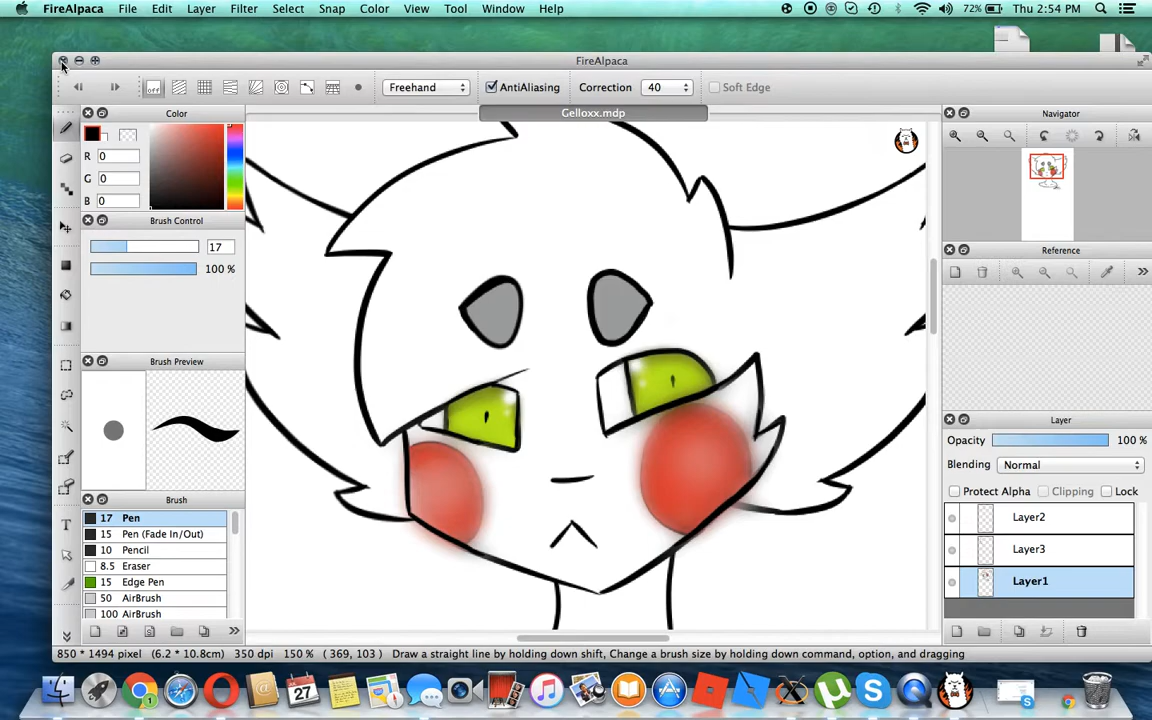 FireAlpaca File Edit Layer Filter Select Snap Color View Tool Window Help 72% Thu 2:54 PM
FireAlpaca
off Freehand AntiAliasing Correction 40 Soft Edge
Gelloxx.mdp
Color
R 0
G 0
B 0
Brush Control
17
100 %
Brush Preview
Brush
17 Pen
15 Pen (Fade In/Out)
10 Pencil
8.5 Eraser
15 Edge Pen
50 AirBrush
100 AirBrush
Navigator
Reference
Layer
Opacity 100 %
Blending Normal
Protect Alpha Clipping Lock
Layer2
Layer3
Layer1
850 * 1494 pixel (6.2 * 10.8cm) 350 dpi 150 % ( 369, 103 ) Draw a straight line by holding down shift, Change a brush size by holding down command, option, and dragging
27